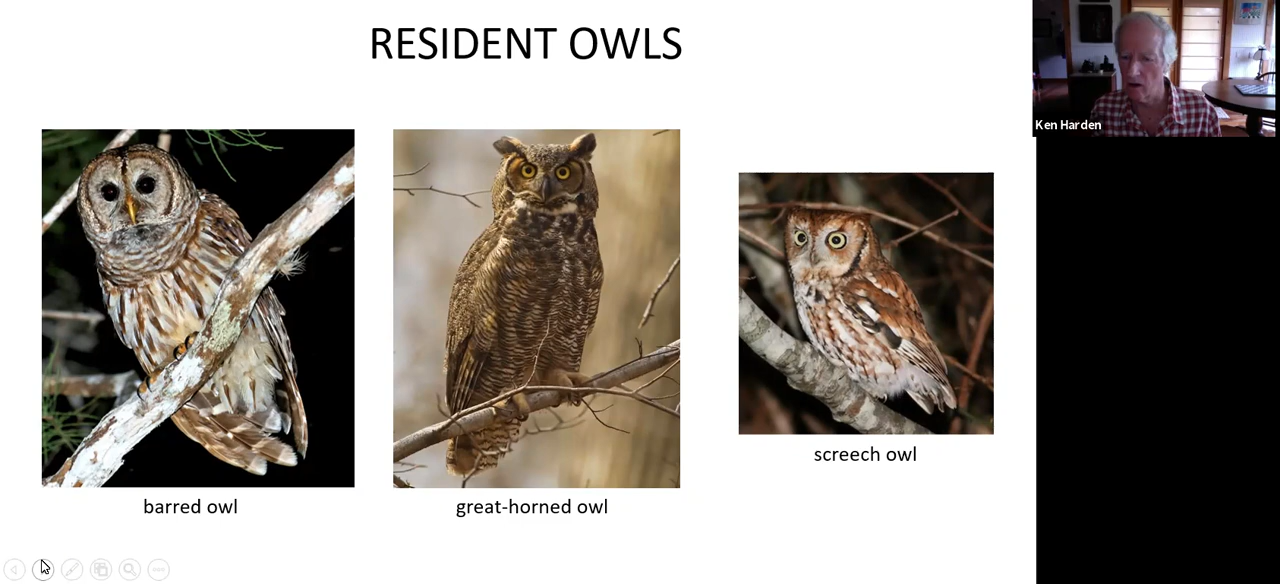 RESIDENT OWLS
Ken Harden
barred owl
great-horned owl
screech owl